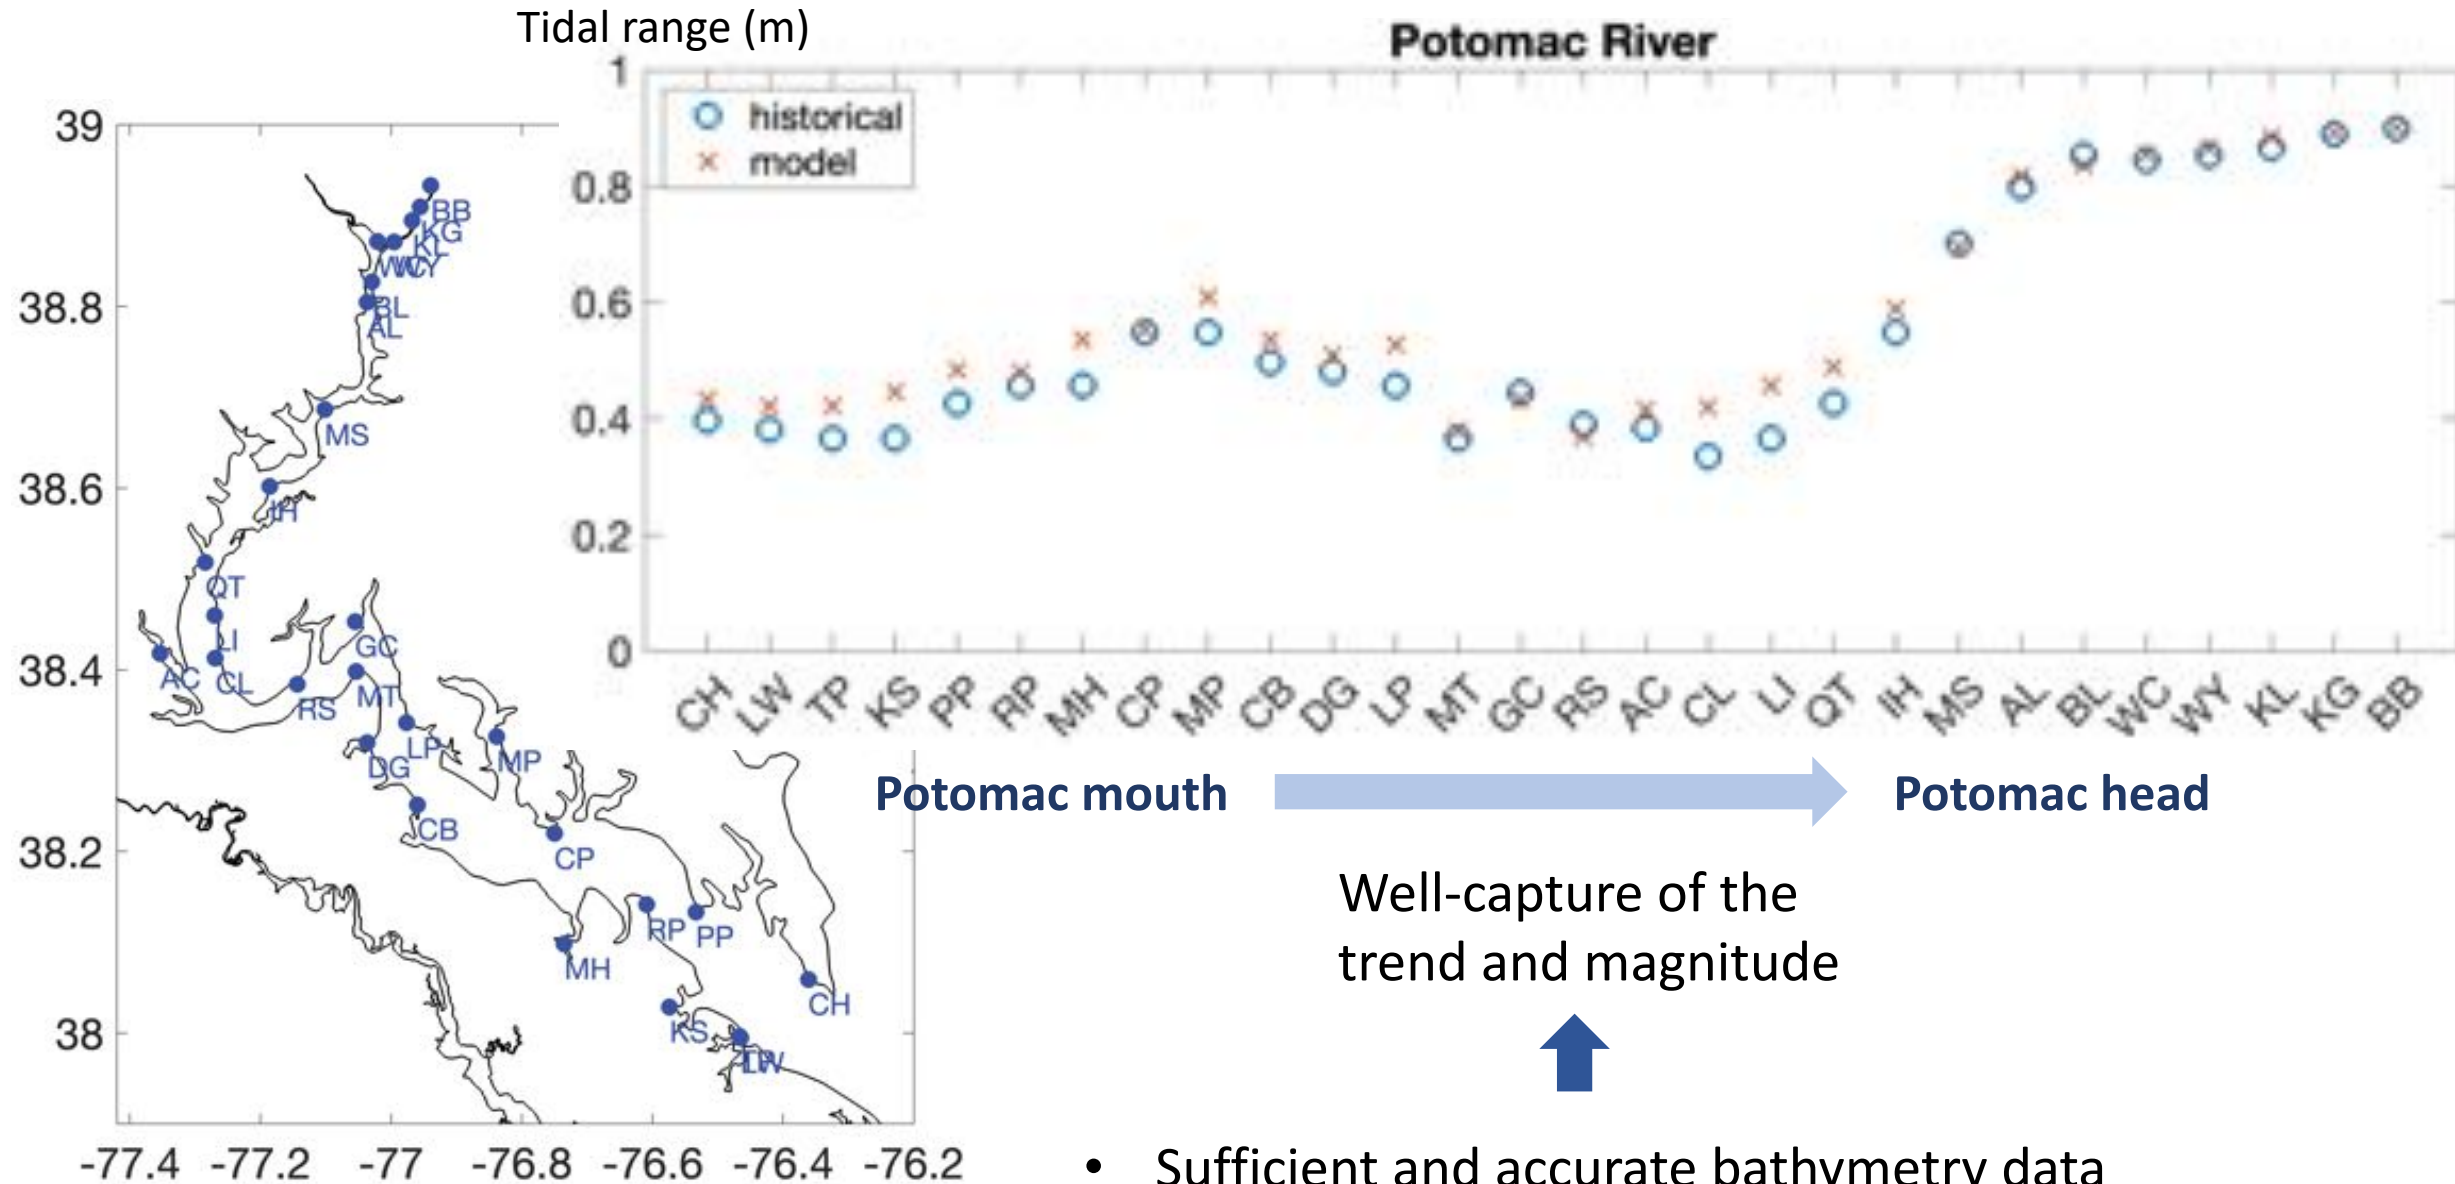 Tidal range (m)
Potomac River
historical
model
1
0.8
0.6
0.4
0.2
0
CH LW TP KS PP RP MH CP MP CB DG LP MT GC RS AC CL LI QT IH MS AL BL WC WY KL KG BB
39
38.8
38.6
38.4
38.2
38
-77.4 -77.2 -77 -76.8 -76.6 -76.4 -76.2
BB
KG
KL
WC WY
BL
AL
MS
IH
QT
LI
GC
AC CL RS MT
LP
DG MP
CB
CP
RP PP
MH
CH
KS
TP LW
Potomac mouth
Potomac head
Well-capture of the
trend and magnitude
• Sufficient and accurate bathymetry data